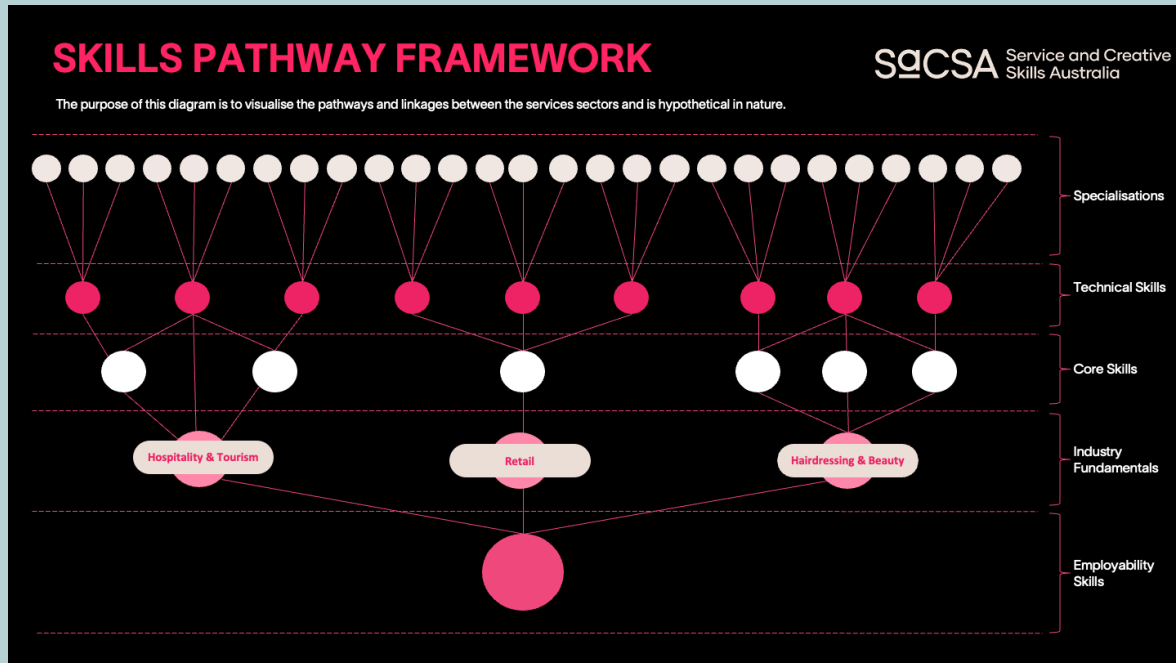 SKILLS PATHWAY FRAMEWORK
SaCSA
Service and Creative
Skills Australia
The purpose of this diagram is to visualise the pathways and linkages between the services sectors and is hypothetical in nature.
Specialisations
Technical Skills
Core Skills
Hospitality & Tourism
Retail
Hairdressing & Beauty
Industry
Fundamentals
Employability
Skills